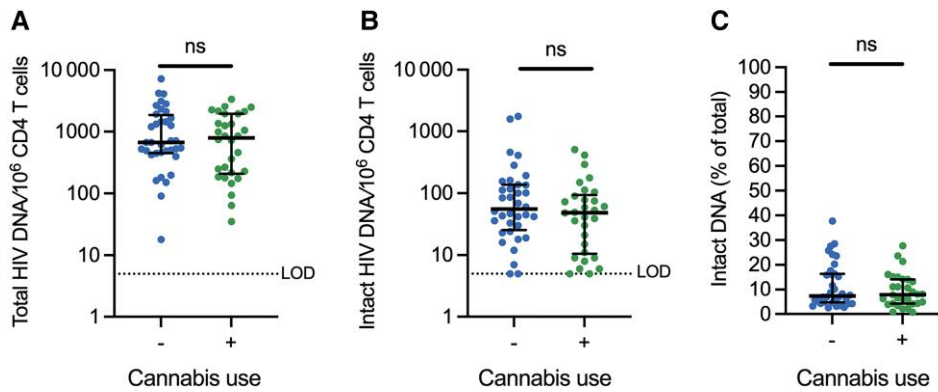 A
Total HIV DNA/10⁶ CD4 T cells
10 000
1000
100
10
1
ns
LOD
- +
Cannabis use
B
Intact HIV DNA/10⁶ CD4 T cells
10 000
1000
100
10
1
ns
LOD
- +
Cannabis use
C
Intact DNA (% of total)
100
90
80
70
60
50
40
30
20
10
0
ns
- +
Cannabis use